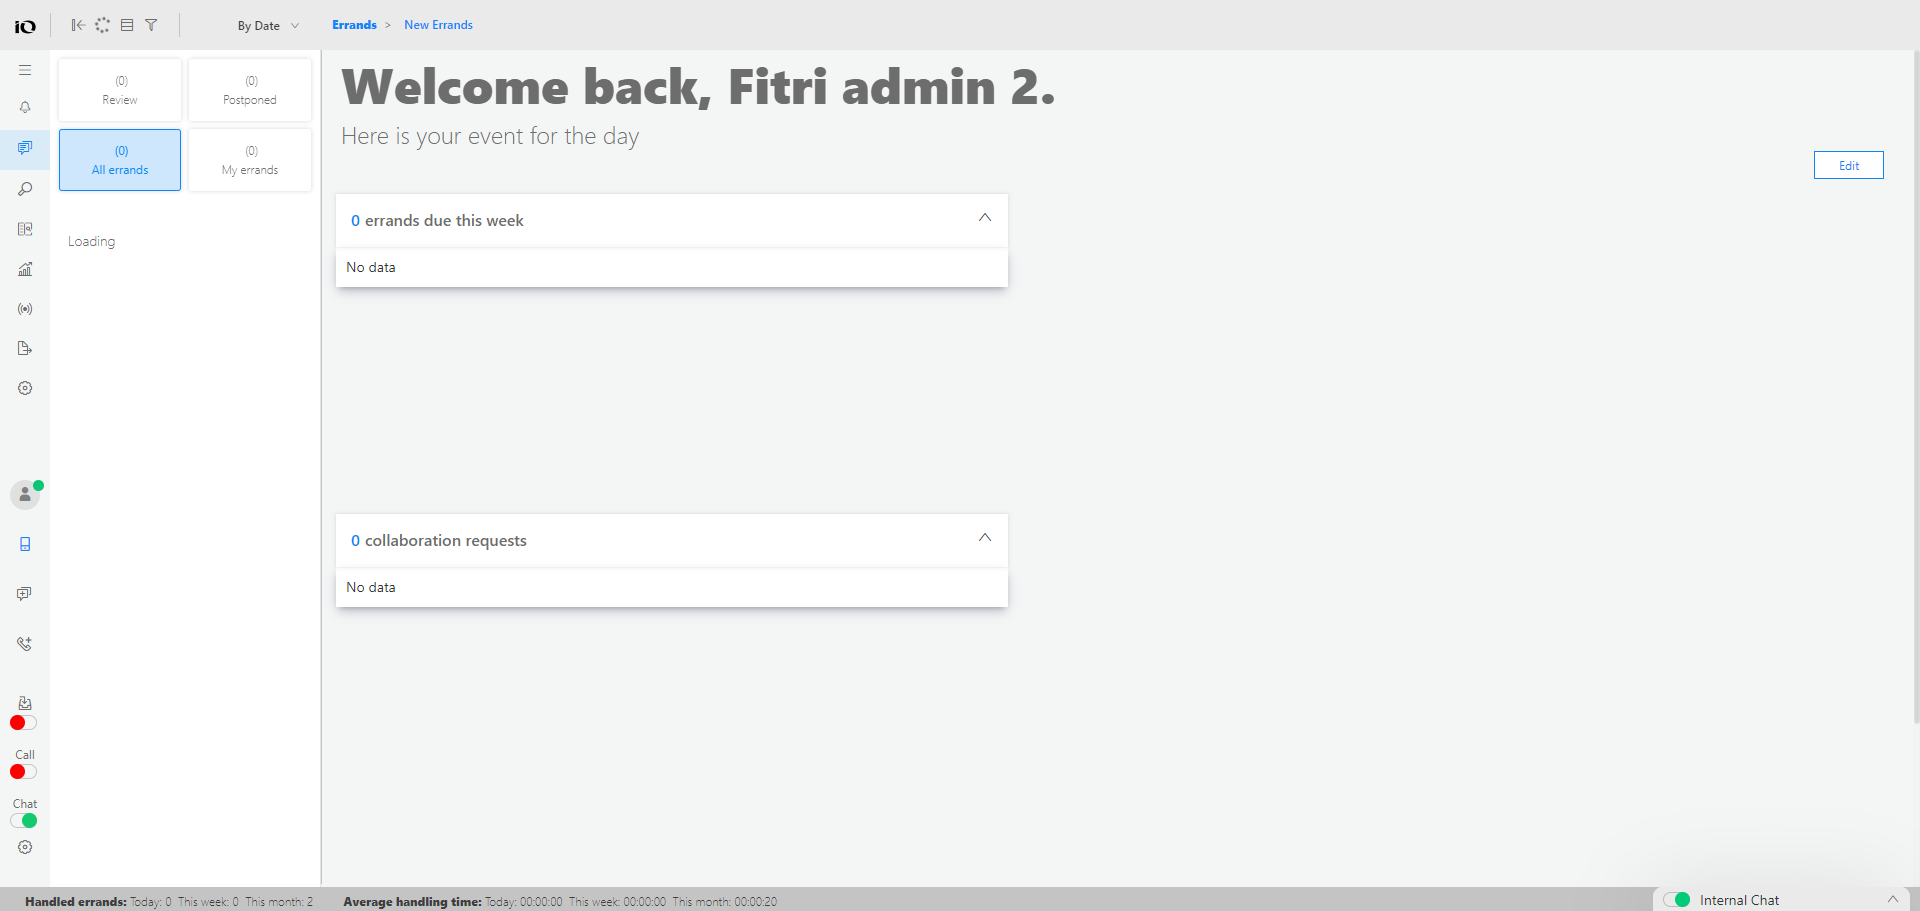 iO
By Date
Errands > New Errands
(0)
Review
(0)
Postponed
(0)
All errands
(0)
My errands
Loading
Welcome back, Fitri admin 2.
Here is your event for the day
Edit
0 errands due this week
No data
0 collaboration requests
No data
Call
Chat
Handled errands: Today: 0 This week: 0 This month: 2
Average handling time: Today: 00:00:00 This week: 00:00:00 This month: 00:00:20
Internal Chat